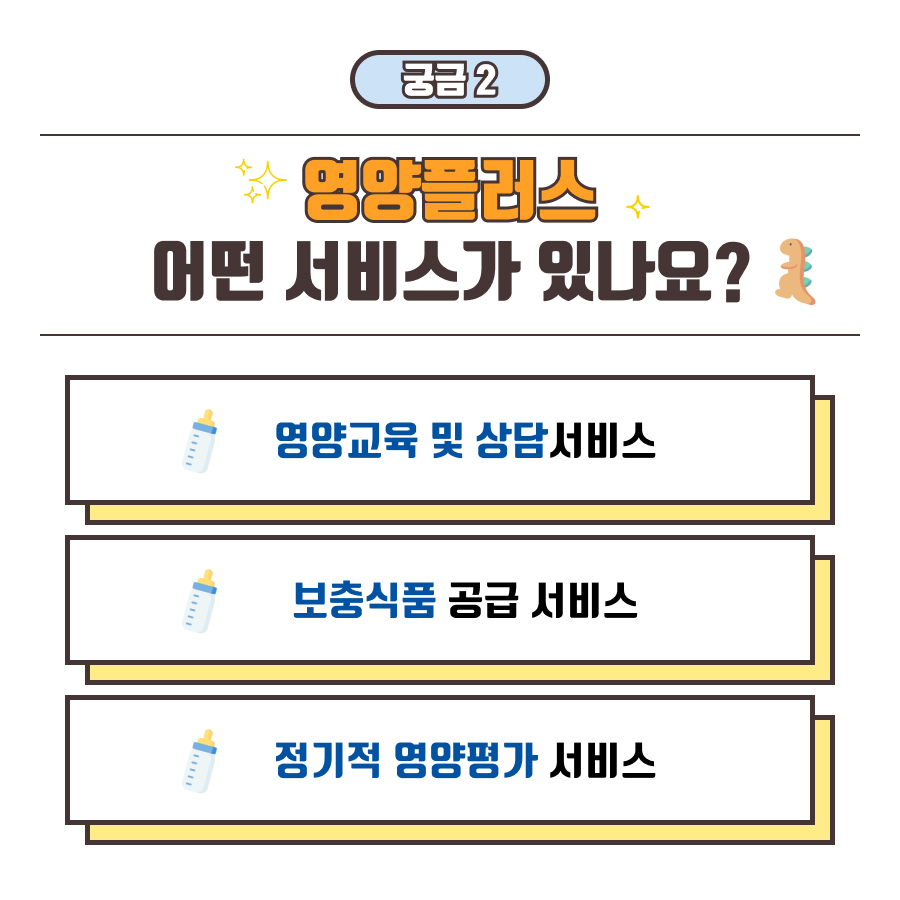 궁금 2
영양플러스
어떤 서비스가 있나요?
영양교육 및 상담서비스
보충식품 공급 서비스
정기적 영양평가 서비스